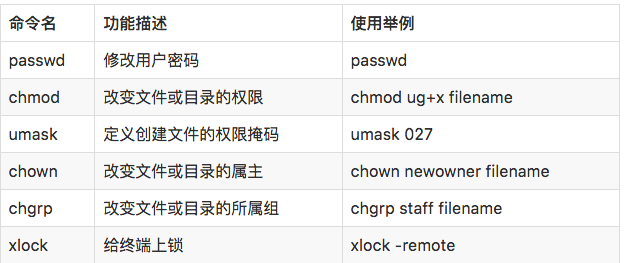 命令名 功能描述 使用举例
passwd 修改用户密码 passwd
chmod 改变文件或目录的权限 chmod ug+x filename
umask 定义创建文件的权限掩码 umask 027
chown 改变文件或目录的属主 chown newowner filename
chgrp 改变文件或目录的所属组 chgrp staff filename
xlock 给终端上锁 xlock -remote